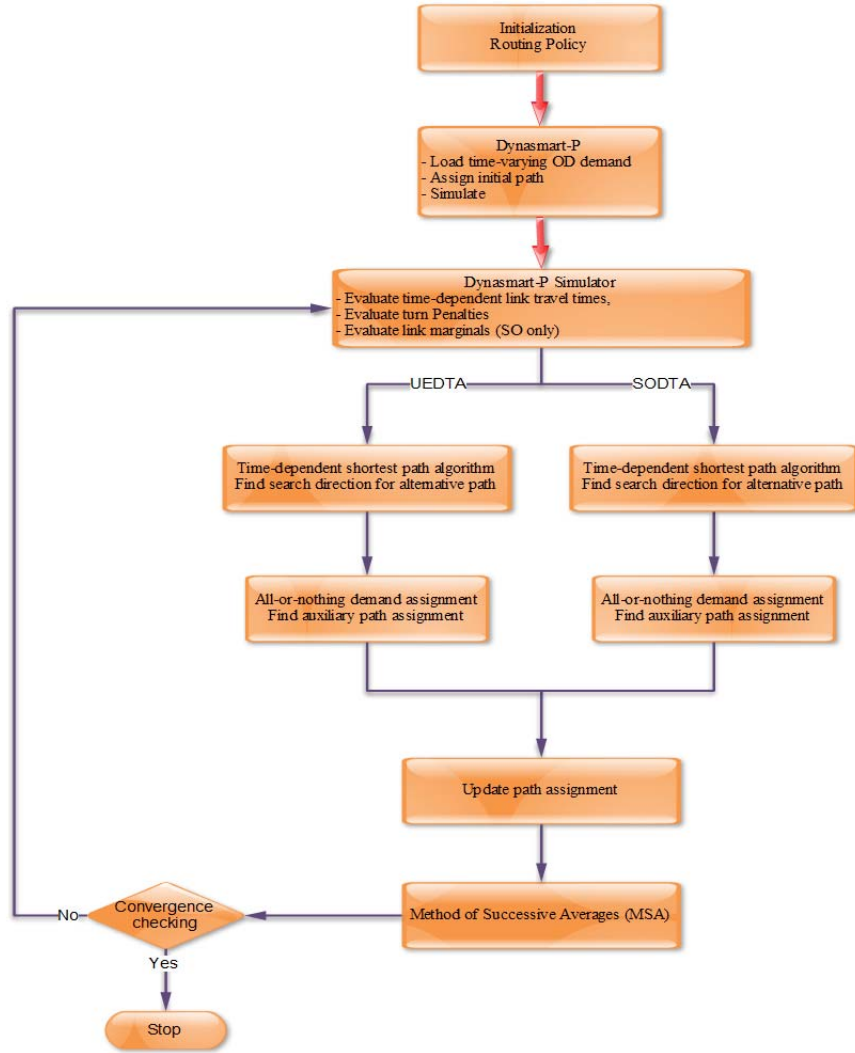 Initialization
Routing Policy
Dynasmart-P
- Load time-varying OD demand
- Assign initial path
- Simulate
Dynasmart-P Simulator
- Evaluate time-dependent link travel times,
- Evaluate turn Penalties
- Evaluate link marginals (SO only)
UEDTA
SODTA
Time-dependent shortest path algorithm
Find search direction for alternative path
Time-dependent shortest path algorithm
Find search direction for alternative path
All-or-nothing demand assignment
Find auxiliary path assignment
All-or-nothing demand assignment
Find auxiliary path assignment
Update path assignment
Method of Successive Averages (MSA)
Convergence
checking
No
Yes
Stop